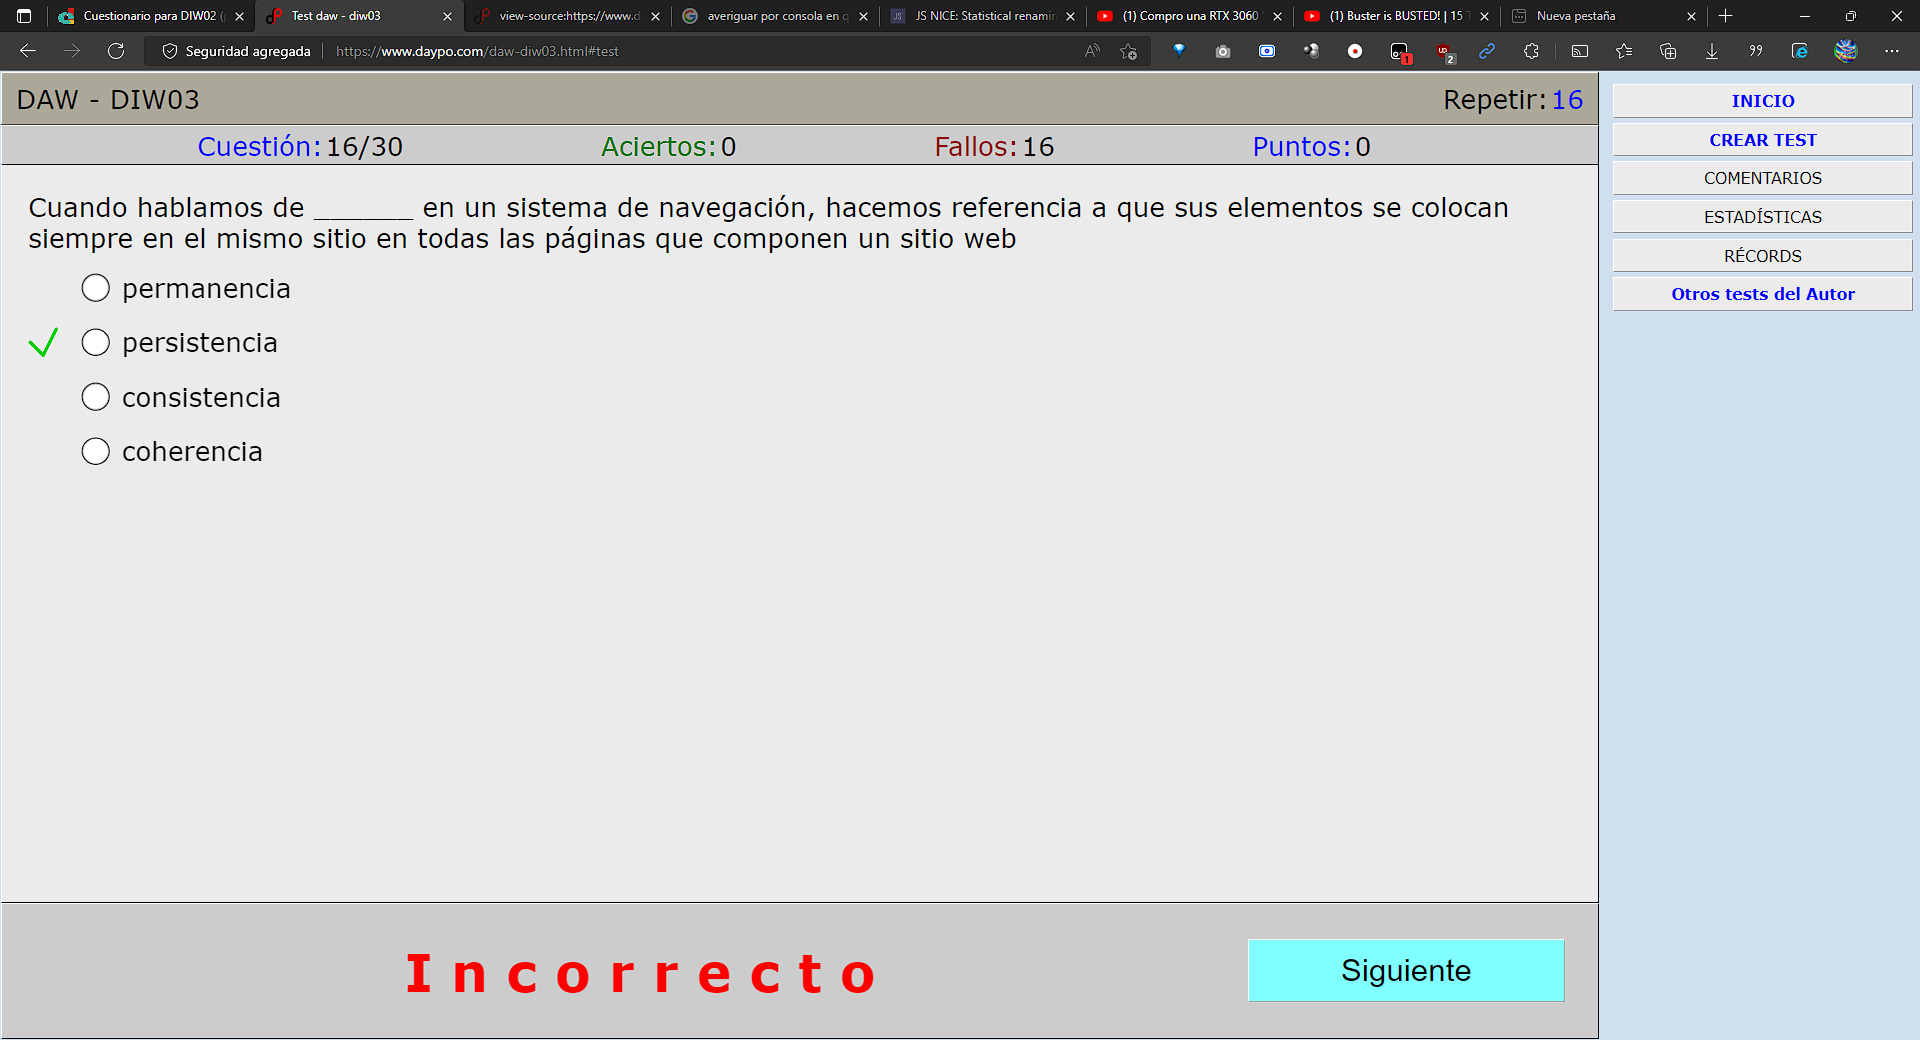 Cuestionario para DIW02 (
Test daw - diw03
view-source:https://www.d
averiguar por consola en q
JS NICE: Statistical renamin
(1) Compro una RTX 3060
(1) Buster is BUSTED! | 15
Nueva pestaña
Seguridad agregada
https://www.daypo.com/daw-diw03.html#test
1
2
DAW - DIW03
Repetir: 16
Cuestión: 16/30
Aciertos: 0
Fallos: 16
Puntos: 0
Cuando hablamos de ______ en un sistema de navegación, hacemos referencia a que sus elementos se colocan
siempre en el mismo sitio en todas las páginas que componen un sitio web
permanencia
persistencia
consistencia
coherencia
Incorrecto
Siguiente
INICIO
CREAR TEST
COMENTARIOS
ESTADÍSTICAS
RÉCORDS
Otros tests del Autor